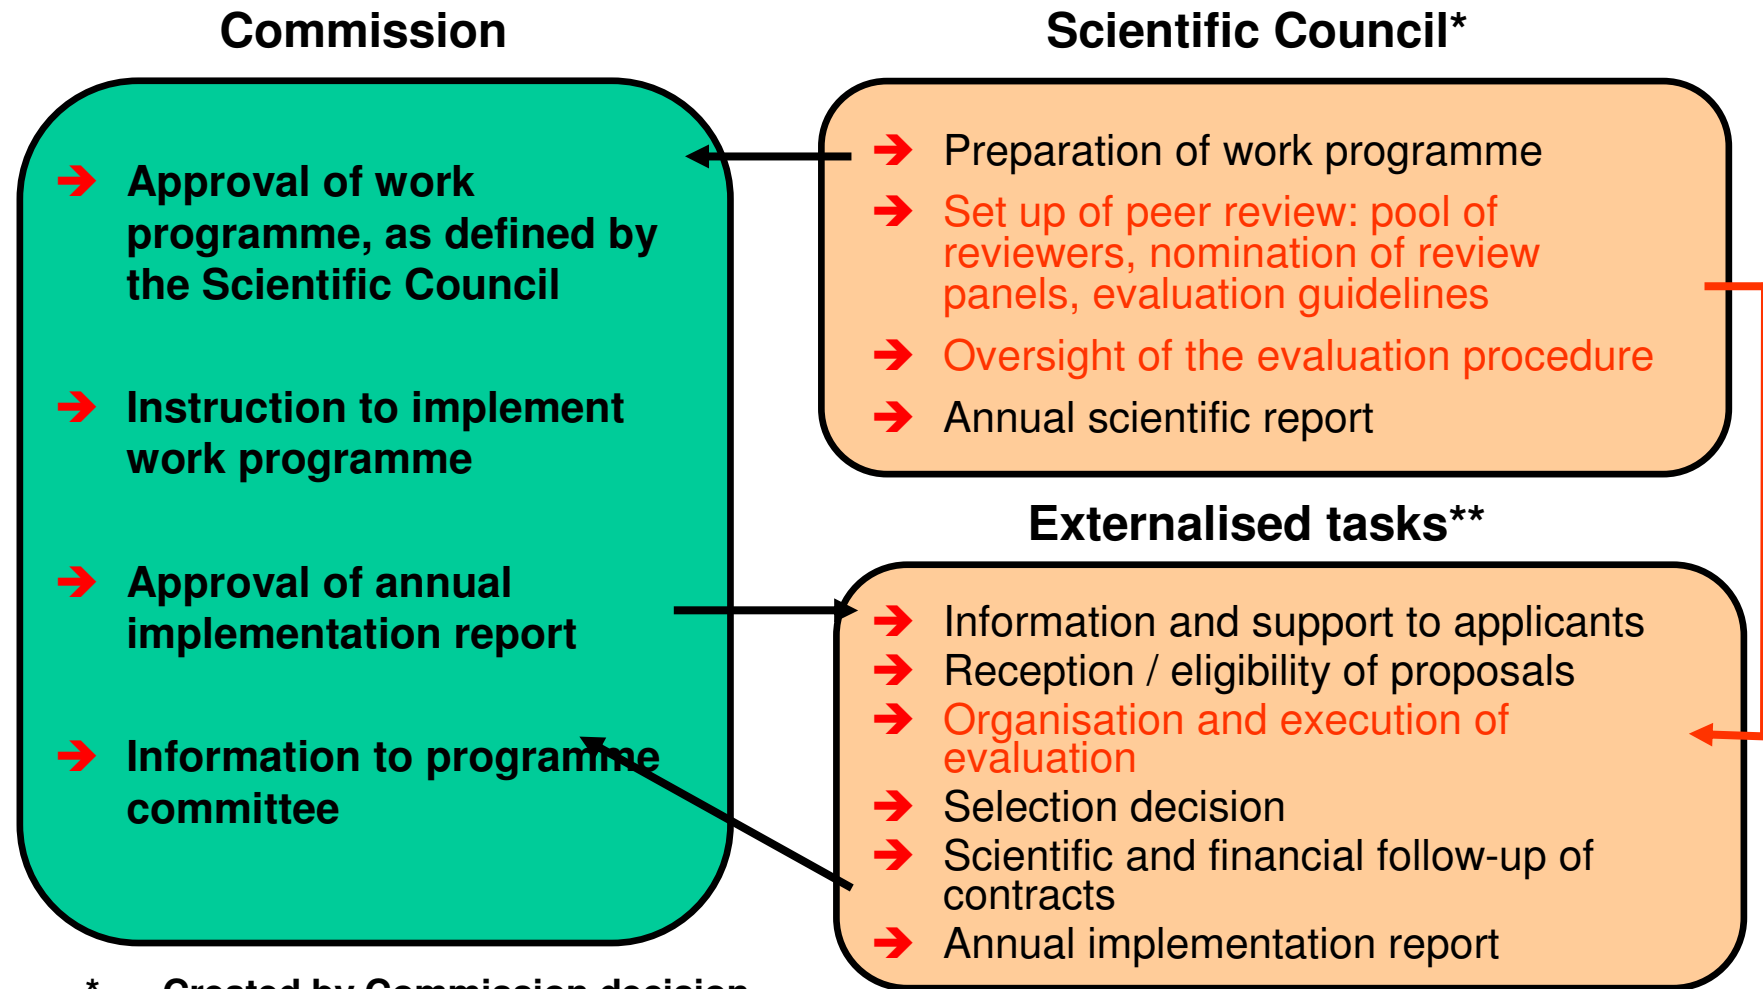 Commission
Approval of work
programme, as defined by
the Scientific Council
Instruction to implement
work programme
Approval of annual
implementation report
Information to programme
committee
Scientific Council*
Preparation of work programme
Set up of peer review: pool of
reviewers, nomination of review
panels, evaluation guidelines
Oversight of the evaluation procedure
Annual scientific report
Externalised tasks**
Information and support to applicants
Reception / eligibility of proposals
Organisation and execution of
evaluation
Selection decision
Scientific and financial follow-up of
contracts
Annual implementation report
* Created by Commission decision